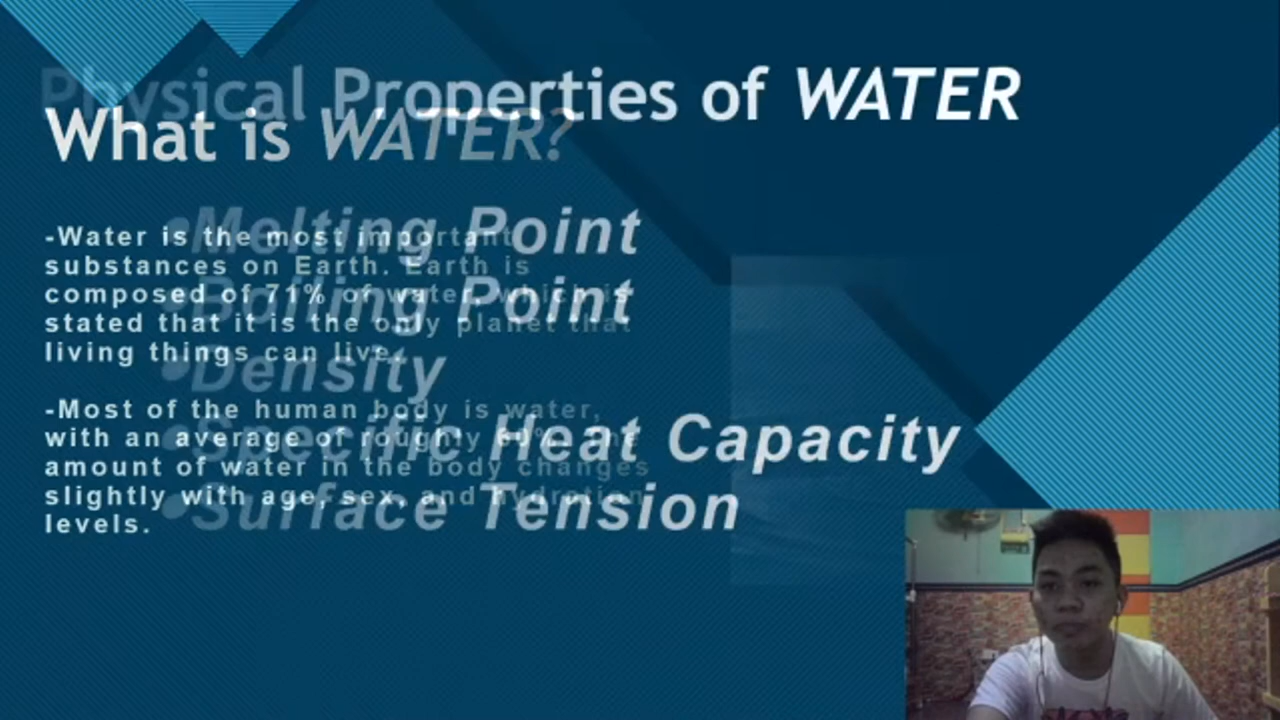 Physical Properties of WATER
What is WATER?
•Melting Point
•Boiling Point
•Density
•Specific Heat Capacity
•Surface Tension
-Water is the most important
substances on Earth. Earth is
composed of 71% of water, which is
stated that it is the only planet that
living things can live.
-Most of the human body is water,
with an average of roughly 60%. The
amount of water in the body changes
slightly with age, sex, and hydration
levels.